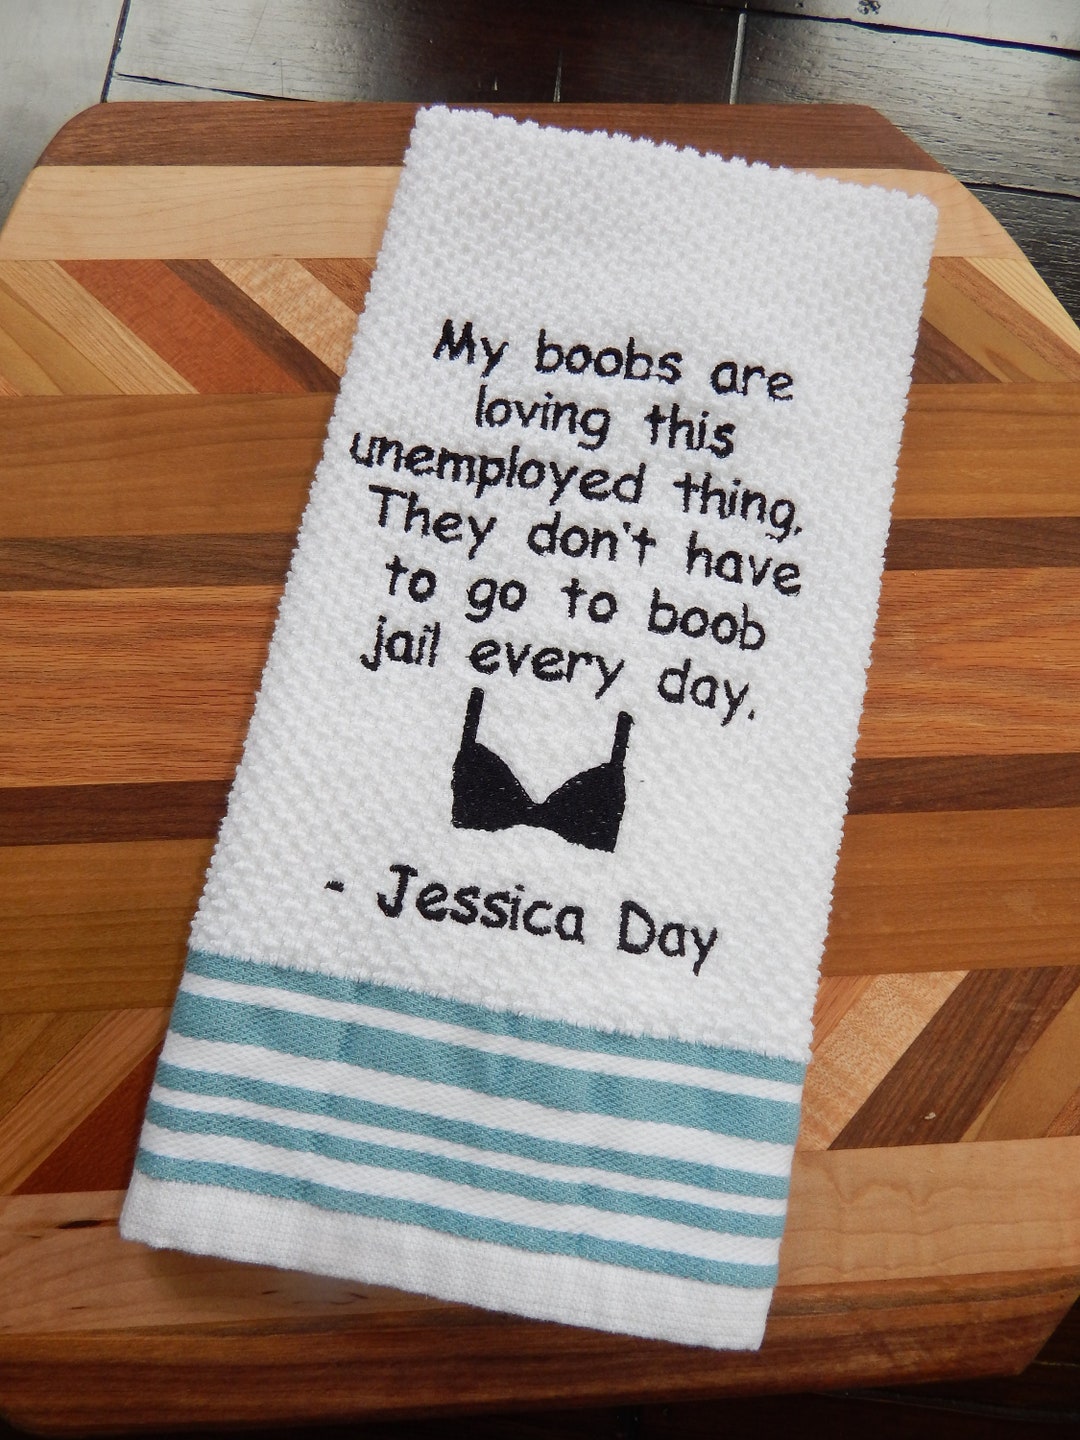 My boobs are
loving this
unemployed thing.
They don't have
to go to boob
jail every day.
- Jessica Day